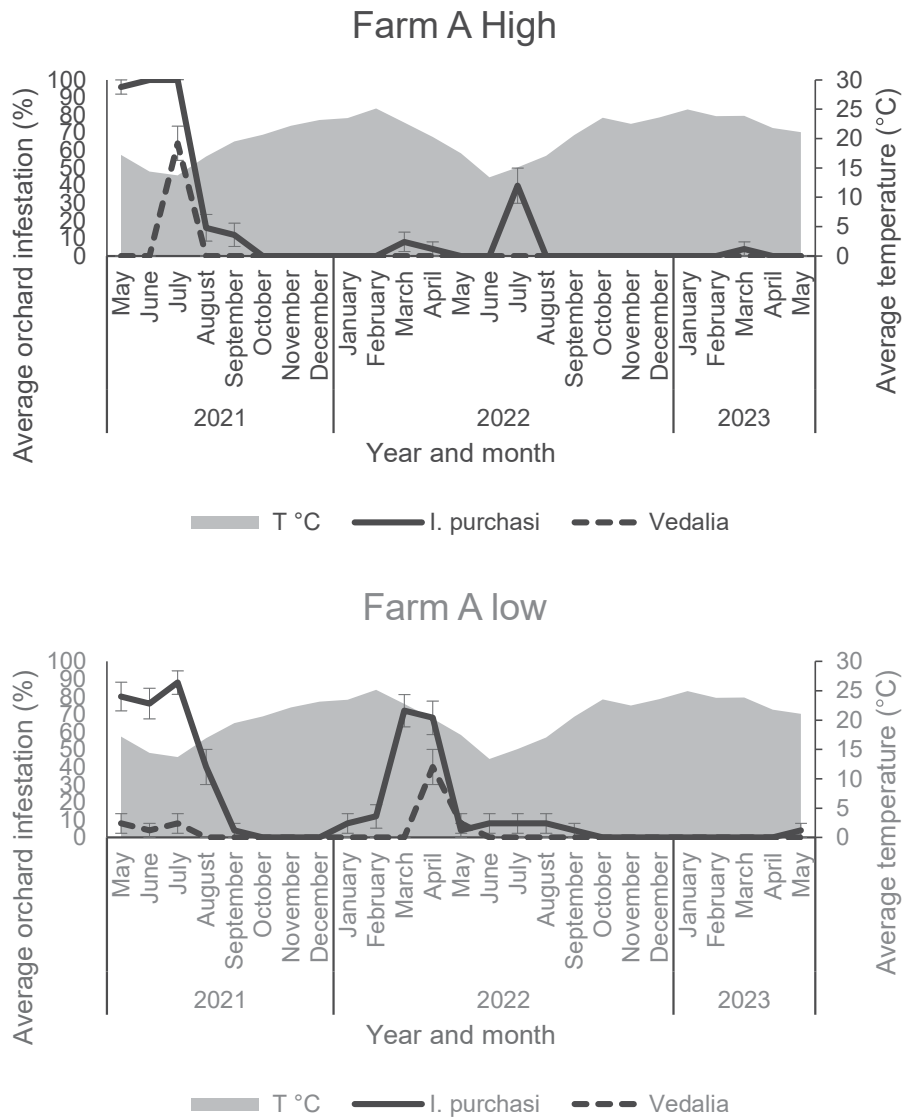 Farm A High
Average orchard infestation (%)
100
90
80
70
60
50
40
30
20
10
0
30
25
20
15
10
5
0
Average temperature (°C)
May
June
July
August
September
October
November
December
January
February
March
April
May
June
July
August
September
October
November
December
January
February
March
April
May
2021
2022
2023
Year and month
T °C
I. purchasi
Vedalia
Farm A low
Average orchard infestation (%)
100
90
80
70
60
50
40
30
20
10
0
30
25
20
15
10
5
0
Average temperature (°C)
May
June
July
August
September
October
November
December
January
February
March
April
May
June
July
August
September
October
November
December
January
February
March
April
May
2021
2022
2023
Year and month
T °C
I. purchasi
Vedalia